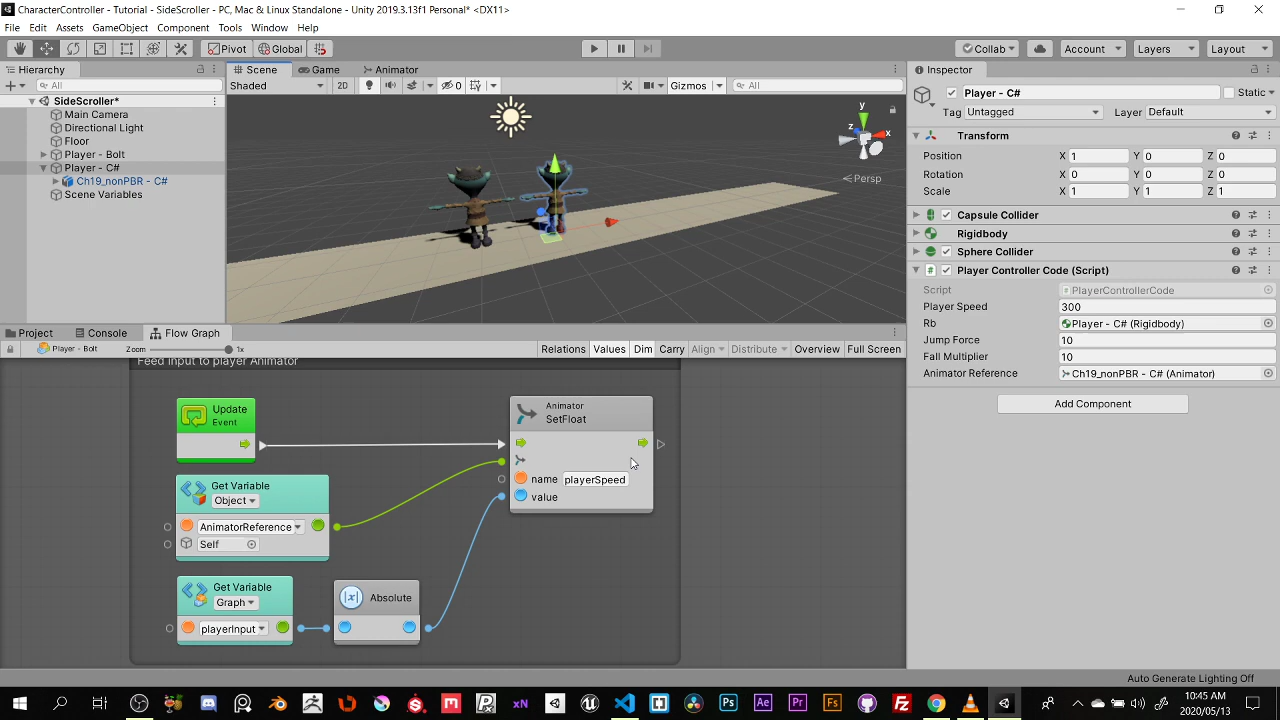 CharacterController - Tutorial - SideScroller - PC, Mac & Linux Standalone - Unity 2019.3.13f1 Personal* <DX11>
File Edit Assets GameObject Component Tools Window Help
Pivot Global Collab Account Layers Layout
Hierarchy
All
SideScroller*
Main Camera
Directional Light
Floor
Player - Bolt
Player - C#
Ch19_nonPBR - C#
Scene Variables
Scene Game Animator
Shaded 2D 0 Gizmos All
y
z x
Persp
Project Console Flow Graph
Player - Bolt Zoom 1x Relations Values Dim Carry Align Distribute Overview Full Screen
Feed Input to player Animator
Update
Event
Get Variable
Object
AnimatorReference
Self
Get Variable
Graph
playerInput
|x| Absolute
Animator
SetFloat
name playerSpeed
value
Inspector
Player - C# Static
Tag Untagged Layer Default
Transform
Position X 1 Y 0 Z 0
Rotation X 0 Y 0 Z 0
Scale X 1 Y 1 Z 1
Capsule Collider
Rigidbody
Sphere Collider
# Player Controller Code (Script)
Script PlayerControllerCode
Player Speed 300
Rb Player - C# (Rigidbody)
Jump Force 10
Fall Multiplier 10
Animator Reference Ch19_nonPBR - C# (Animator)
Add Component
Auto Generate Lighting Off
Ps Ae Pr Fs Fz
xN
10:45 AM
2020/05/13